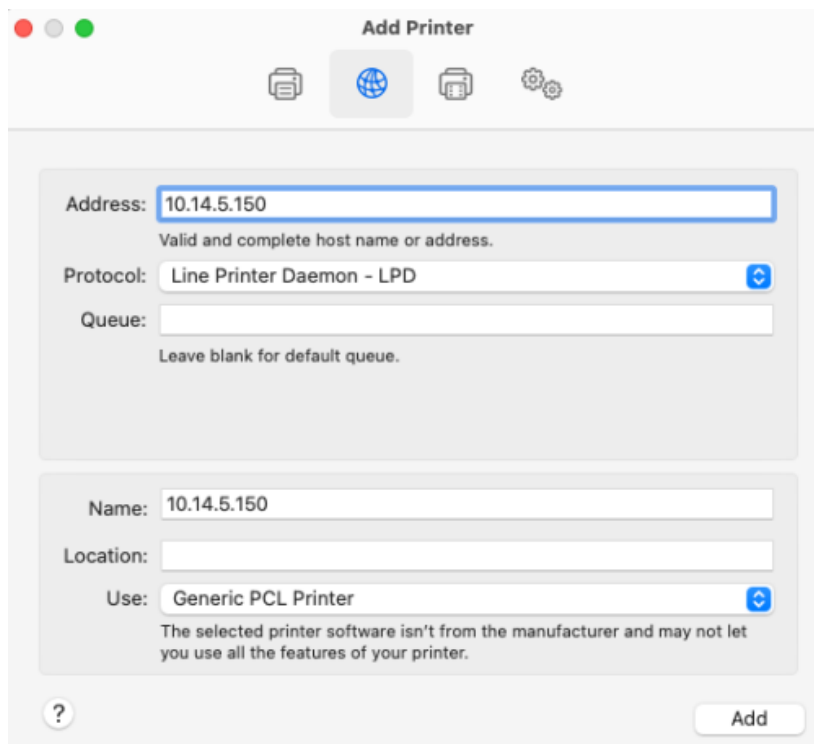 Add Printer
Address: 10.14.5.150
Valid and complete host name or address.
Protocol: Line Printer Daemon - LPD
Queue:
Leave blank for default queue.
Name: 10.14.5.150
Location:
Use: Generic PCL Printer
The selected printer software isn't from the manufacturer and may not let
you use all the features of your printer.
?
Add